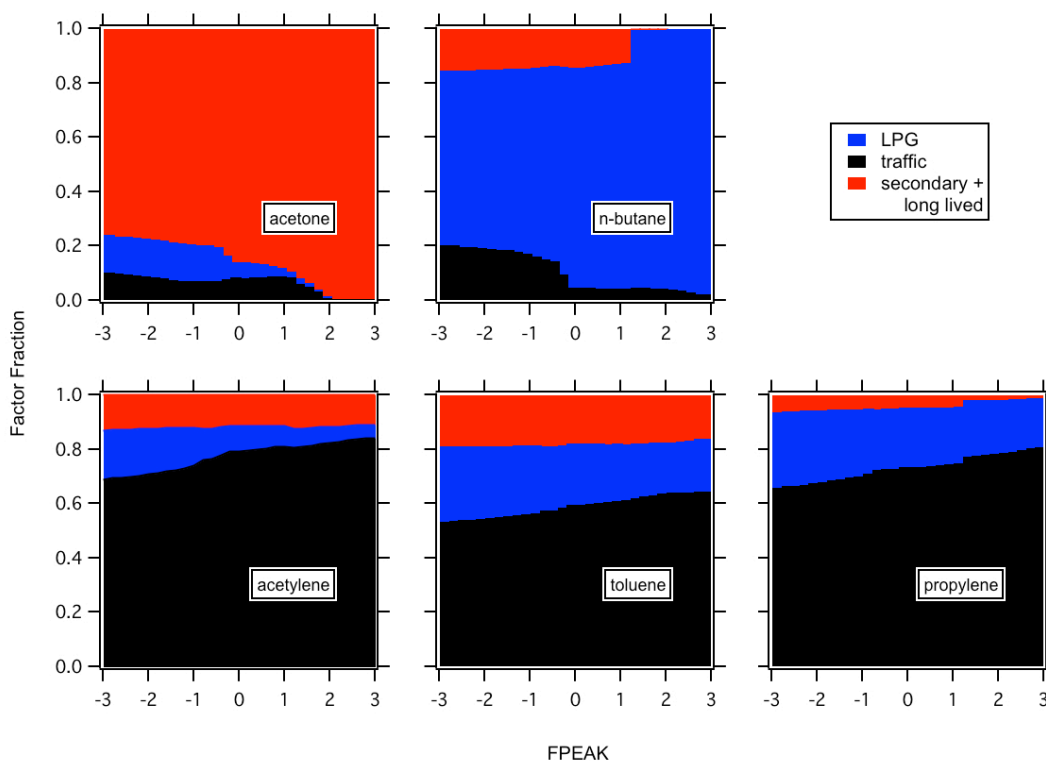 1.0
0.8
0.6
0.4
0.2
0.0
acetone
-3 -2 -1 0 1 2 3
n-butane
-3 -2 -1 0 1 2 3
LPG
traffic
secondary +
long lived
Factor Fraction
1.0
0.8
0.6
0.4
0.2
0.0
acetylene
-3 -2 -1 0 1 2 3
toluene
-3 -2 -1 0 1 2 3
propylene
-3 -2 -1 0 1 2 3
FPEAK